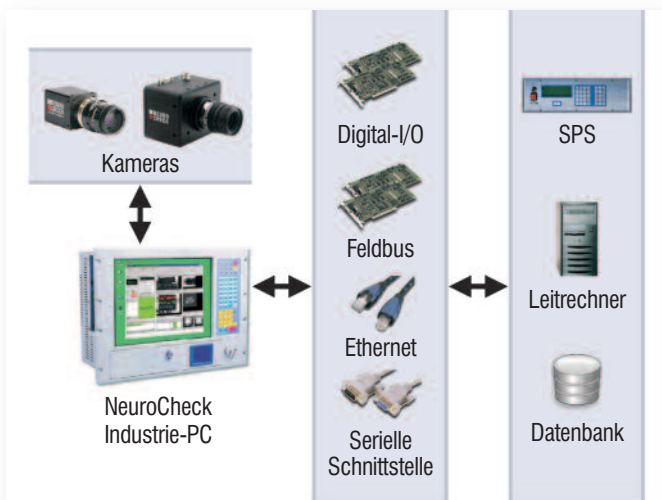 Kameras
NeuroCheck
Industrie-PC
Digital-I/O
Feldbus
Ethernet
Serielle
Schnittstelle
SPS
Leitrechner
Datenbank